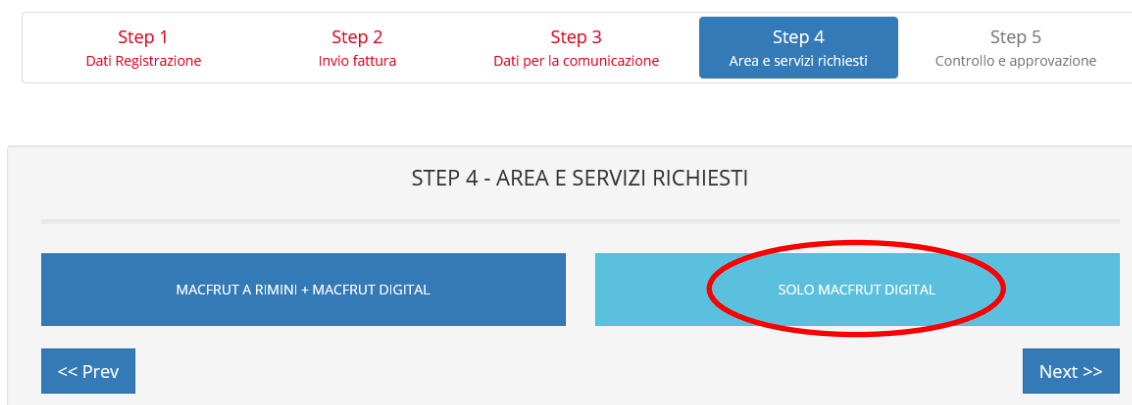 Step 1
Dati Registrazione
Step 2
Invio fattura
Step 3
Dati per la comunicazione
Step 4
Area e servizi richiesti
Step 5
Controllo e approvazione
STEP 4 - AREA E SERVIZI RICHIESTI
MACFRUT A RIMINI + MACFRUT DIGITAL
SOLO MACFRUT DIGITAL
<< Prev
Next >>